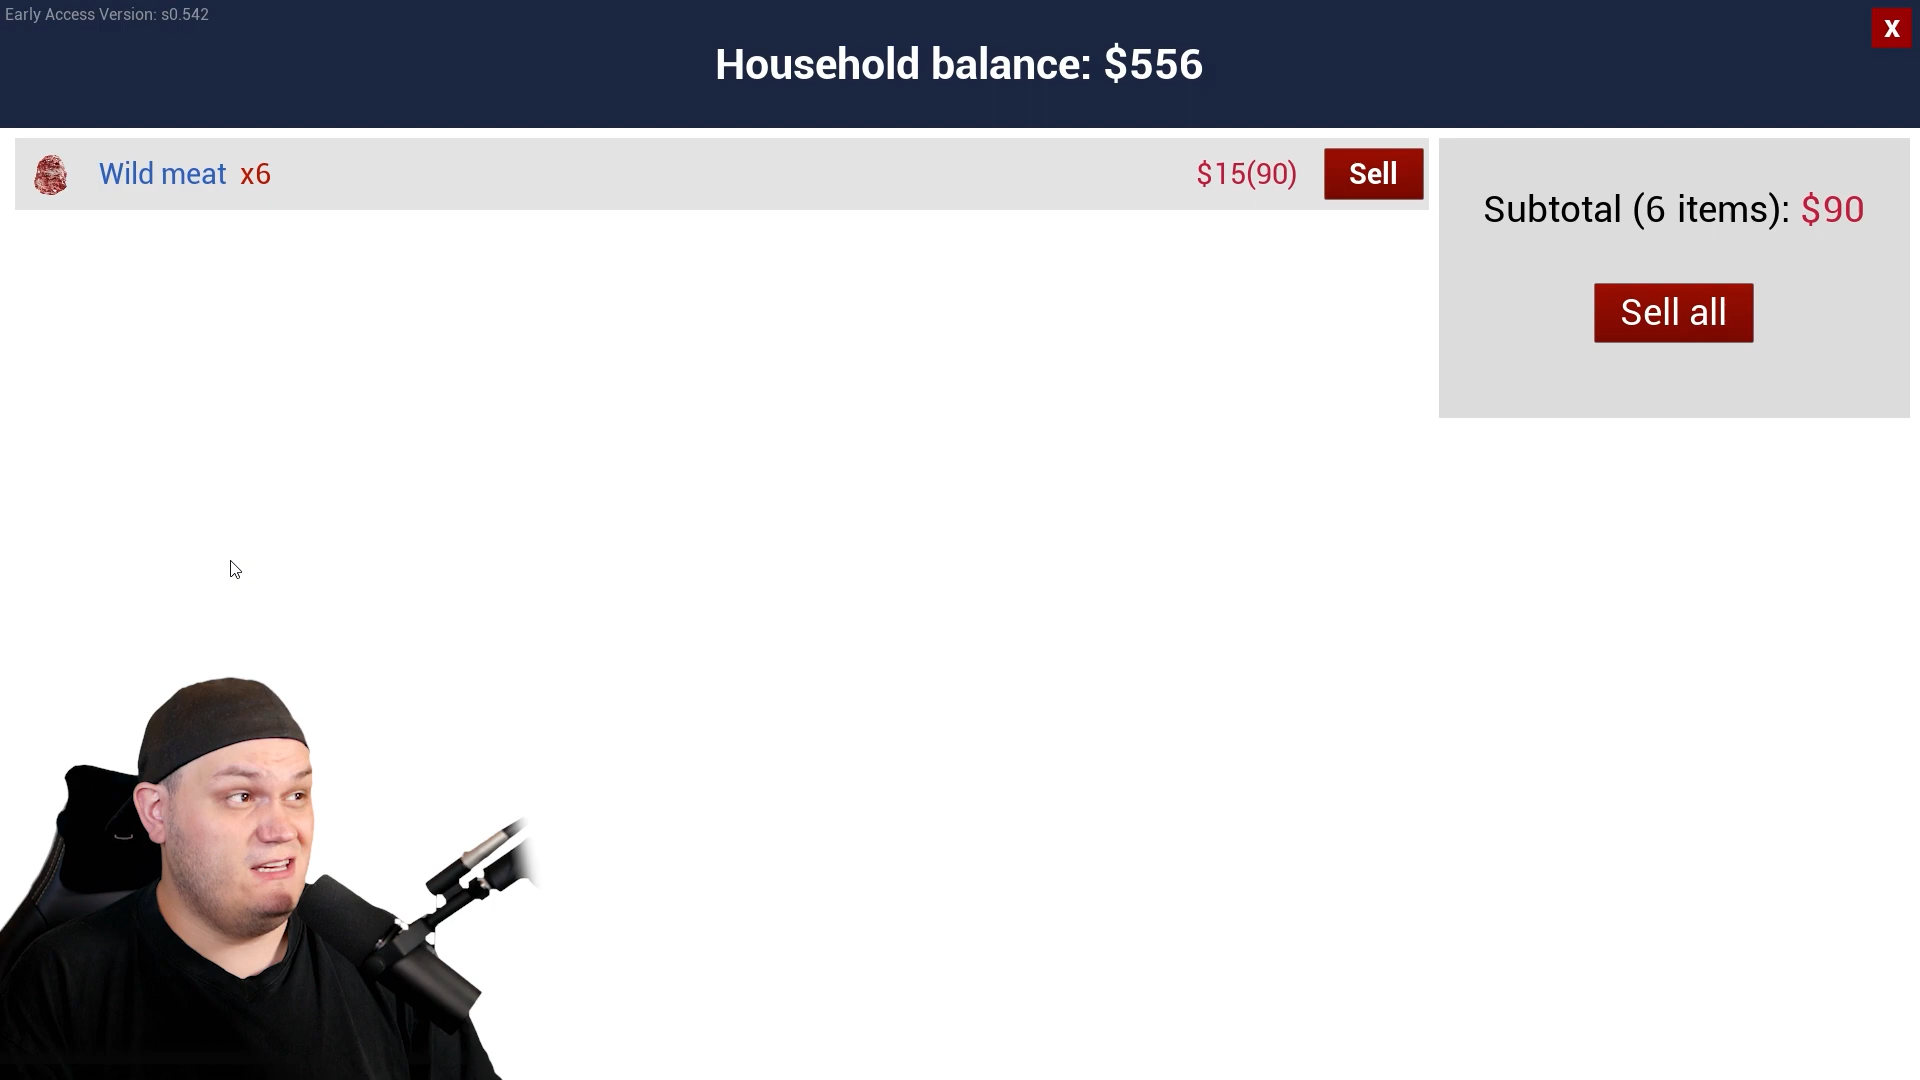 Early Access Version: s0.542
X
Household balance: $556
Wild meat x6
$15(90)
Sell
Subtotal (6 items): $90
Sell all